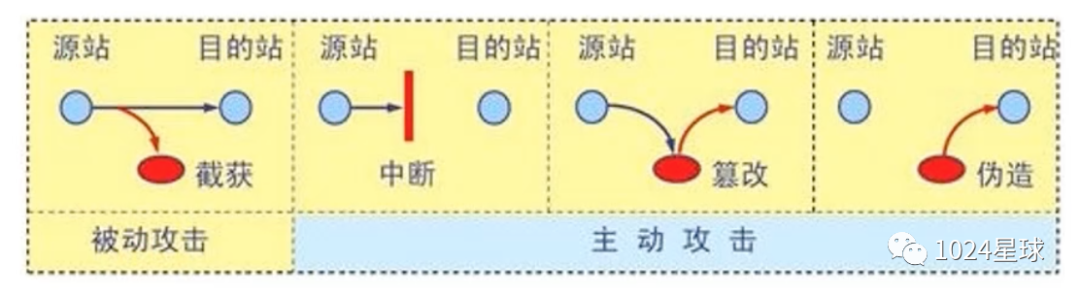 源站 目的站 源站 目的站 源站 目的站 源站 目的站
截获 中断 篡改 伪造
被动攻击 主动攻击
1024星球